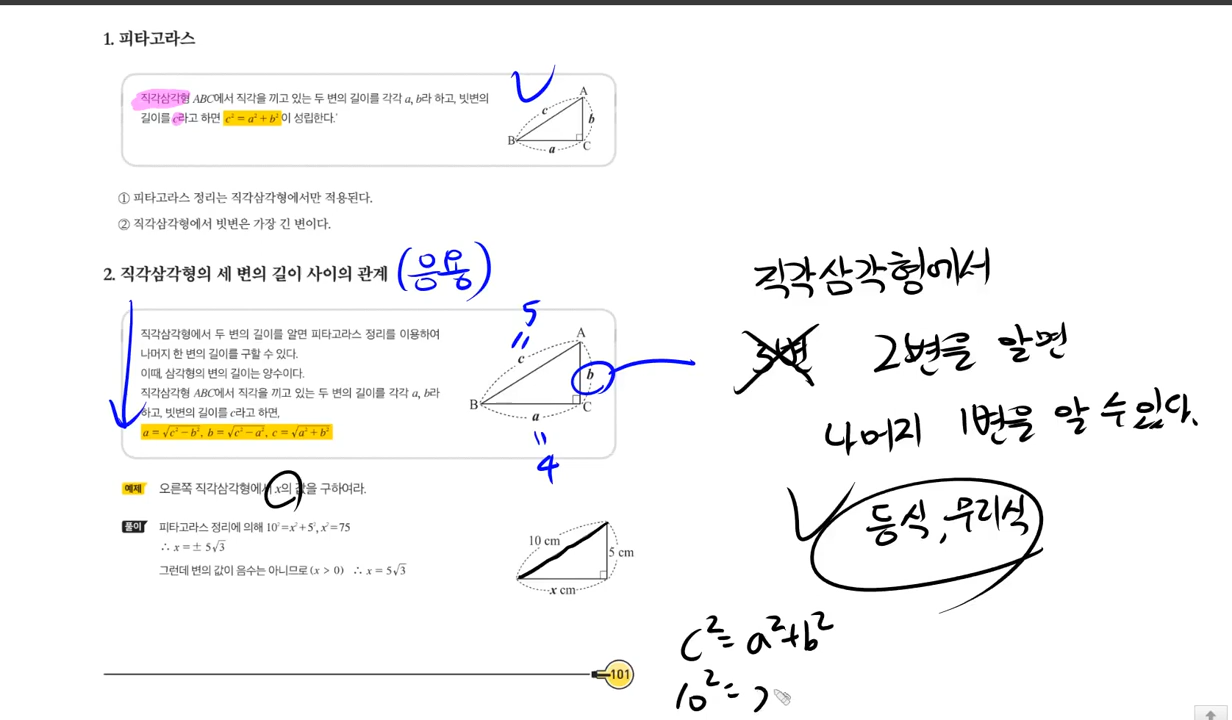 1. 피타고라스
직각삼각형 ABC에서 직각을 끼고 있는 두 변의 길이를 각각 a, b라 하고, 빗변의
길이를 c라고 하면 c² = a² + b²이 성립한다.
A
c
b
B
a
C
① 피타고라스 정리는 직각삼각형에서만 적용된다.
② 직각삼각형에서 빗변은 가장 긴 변이다.
2. 직각삼각형의 세 변의 길이 사이의 관계 (응용)
직각삼각형에서 두 변의 길이를 알면 피타고라스 정리를 이용하여
나머지 한 변의 길이를 구할 수 있다.
이때, 삼각형의 변의 길이는 양수이다.
직각삼각형 ABC에서 직각을 끼고 있는 두 변의 길이를 각각 a, b라
하고, 빗변의 길이를 c라고 하면,
a = √c² − b², b = √c² − a², c = √a² + b²
5
=
A
c
b
B
a
C
=
4
예제 오른쪽 직각삼각형에서 x의 값을 구하여라.
풀이 피타고라스 정리에 의해 10² = x² + 5², x² = 75
∴ x = ± 5√3
그런데 변의 값이 음수는 아니므로 (x > 0) ∴ x = 5√3
10 cm
5 cm
x cm
101
직각삼각형에서
3변 2변을 알면
나머지 1변을 알 수 있다.
등식, 무리식
c² = a² + b²
10² =